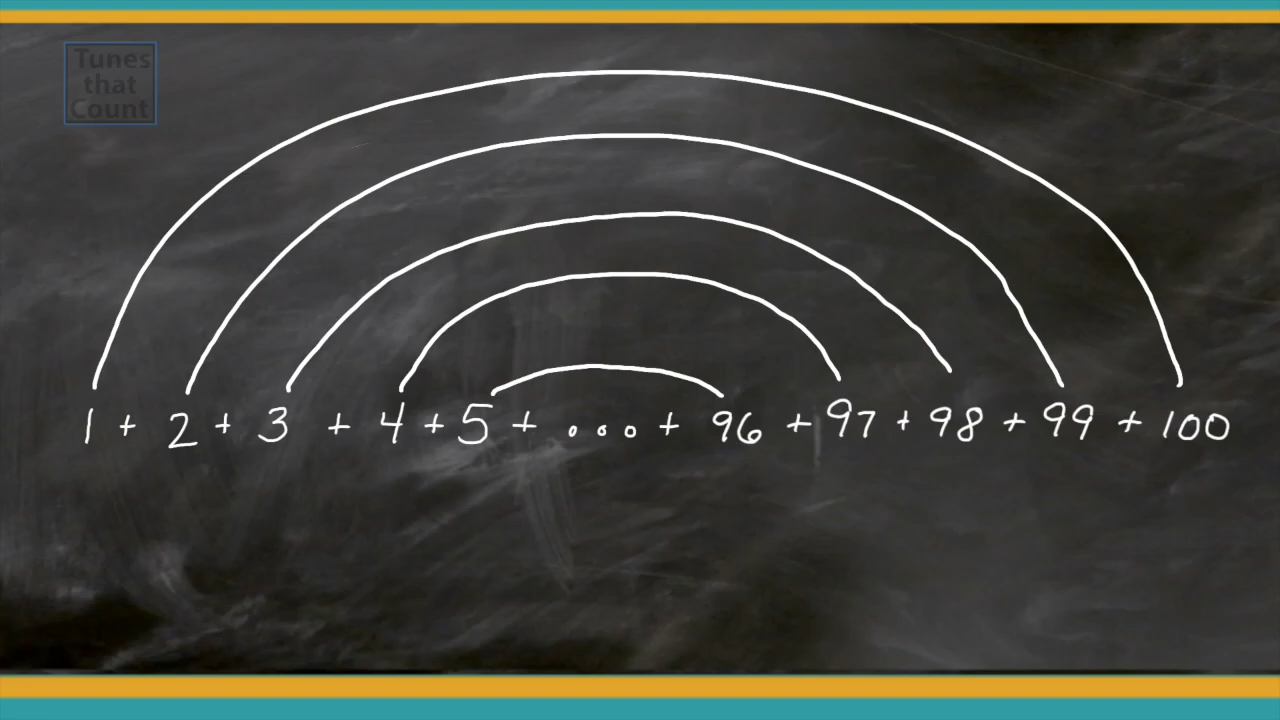 Tunes
that
Count
1 + 2 + 3 + 4 + 5 + ... + 96 + 97 + 98 + 99 + 100